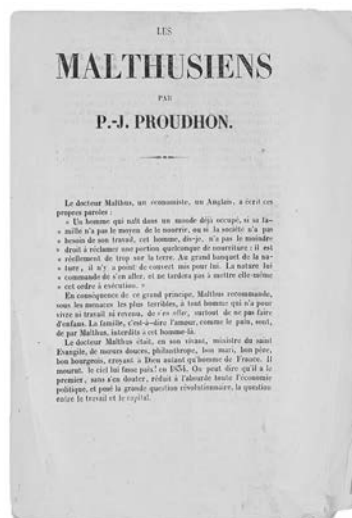 LES
MALTHUSIENS
PAR
P.-J. PROUDHON.
Le docteur Malthus, un économiste, un Anglais, a écrit ces
propres paroles :
« Un homme qui naît dans un monde déjà occupé, si sa fa-
« mille n'a pas le moyen de le nourrir, ou si la société n'a pas
« besoin de son travail, cet homme, dis-je, n'a pas le moindre
« droit à réclamer une portion quelconque de nourriture : il est
« réellement de trop sur la terre. Au grand banquet de la na-
« ture, il n'y a point de couvert mis pour lui. La nature lui
« commande de s'en aller, et ne tardera pas à mettre elle-même
« cet ordre à exécution. »
En conséquence de ce grand principe, Malthus recommande,
sous les menaces les plus terribles, à tout homme qui n'a pour
vivre ni travail ni revenu, de s'en aller, surtout de ne pas faire
d'enfans. La famille, c'est-à-dire l'amour, comme le pain, sont,
de par Malthus, interdits à cet homme-là.
Le docteur Malthus était, en son vivant, ministre du saint
Evangile, de mœurs douces, philanthrope, bon mari, bon père,
bon bourgeois, croyant à Dieu autant qu'homme de France. Il
mourut, le ciel lui fasse paix! en 1834. On peut dire qu'il a le
premier, sans s'en douter, réduit à l'absurde toute l'économie
politique, et posé la grande question révolutionnaire, la question
entre le travail et le capital.